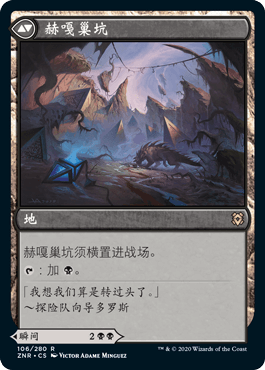 赫嘎巢坑
地
赫嘎巢坑须横置进战场。
:加。
「我想我们算是转过头了。」
~探险队向导多罗斯
瞬间 2
106/280 R
ZNR • CS VICTOR ADAME MINGUEZ
™ & © 2020 Wizards of the Coast